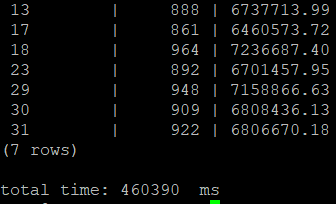 13 | 888 | 6737713.99
17 | 861 | 6460573.72
18 | 964 | 7236687.40
23 | 892 | 6701457.95
29 | 948 | 7158866.63
30 | 909 | 6808436.13
31 | 922 | 6806670.18
(7 rows)
total time: 460390 ms